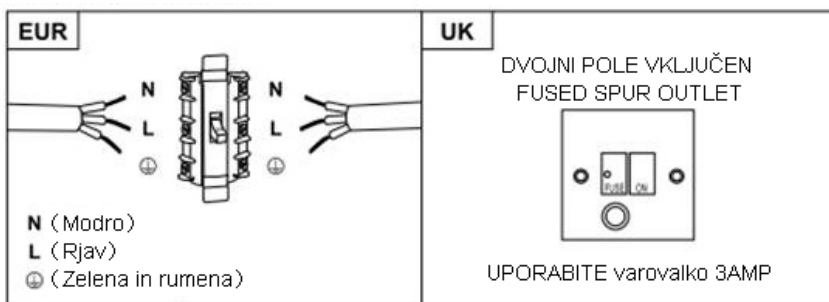 EUR
N N
L L
N (Modro)
L (Rjav)
(Zelena in rumena)
UK
DVOJNI POLE VKLJUČEN
FUSED SPUR OUTLET
FUSE ON
UPORABITE varovalko 3AMP